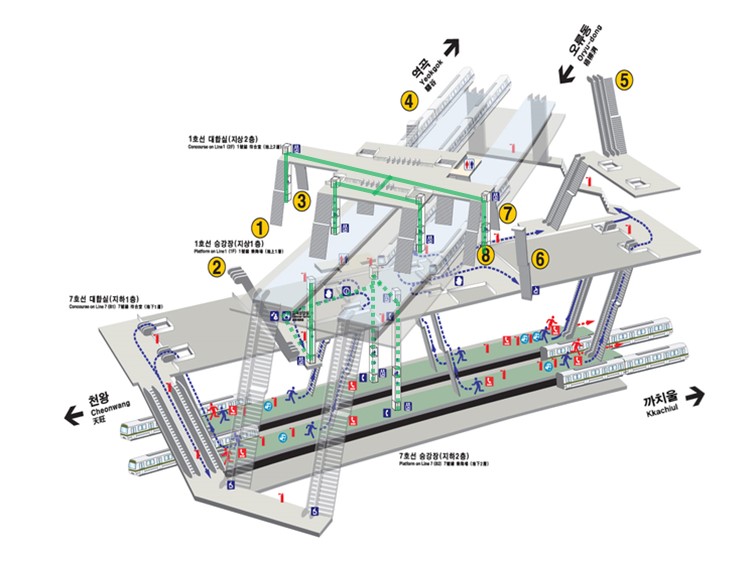 역곡
Yeokgok
驛谷
오류동
Oryu-dong
梧柳洞
5
4
1호선 대합실(지상2층)
Concourse on Line1 (2F) 1號線 待合室 (地上2層)
3
1
7
1호선 승강장(지상1층)
Platform on Line1 (1F) 1號線 乘降場 (地上1層)
2
8
6
7호선 대합실(지하1층)
Concourse on Line 7 (B1) 7號線 待合室 (地下1層)
천왕
Cheonwang
天旺
까치울
Kkachiul
7호선 승강장(지하2층)
Platform on Line 7 (B2) 7號線 乘降場 (地下2層)